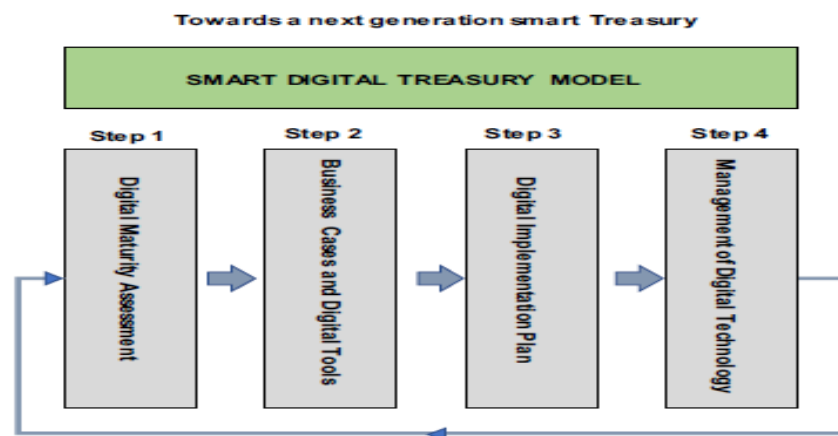 Towards a next generation smart Treasury
SMART DIGITAL TREASURY MODEL
Step 1
Step 2
Step 3
Step 4
Digital Maturity Assessment
Business Cases and Digital Tools
Digital Implementation Plan
Management of Digital Technology